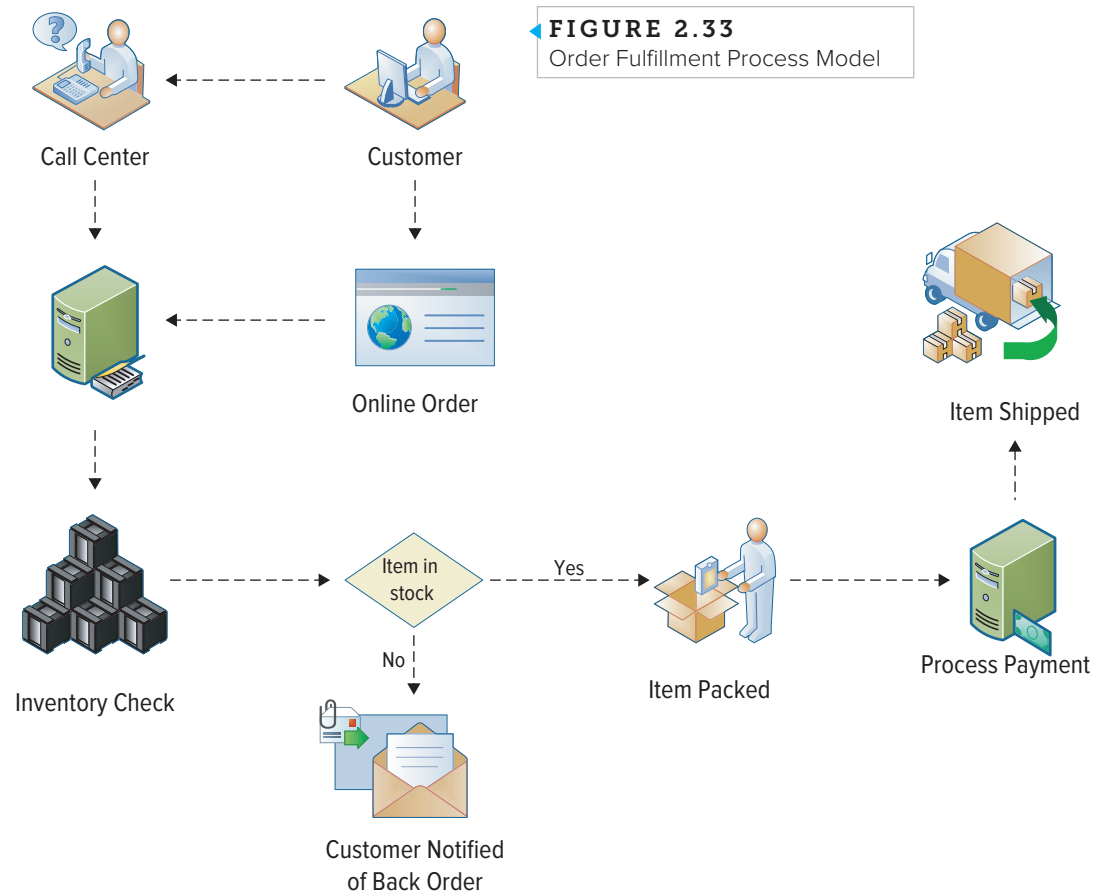 FIGURE 2.33
Order Fulfillment Process Model
?
Call Center
Customer
Online Order
Item Shipped
Item in
stock
Yes
No
Inventory Check
Item Packed
Process Payment
Customer Notified
of Back Order